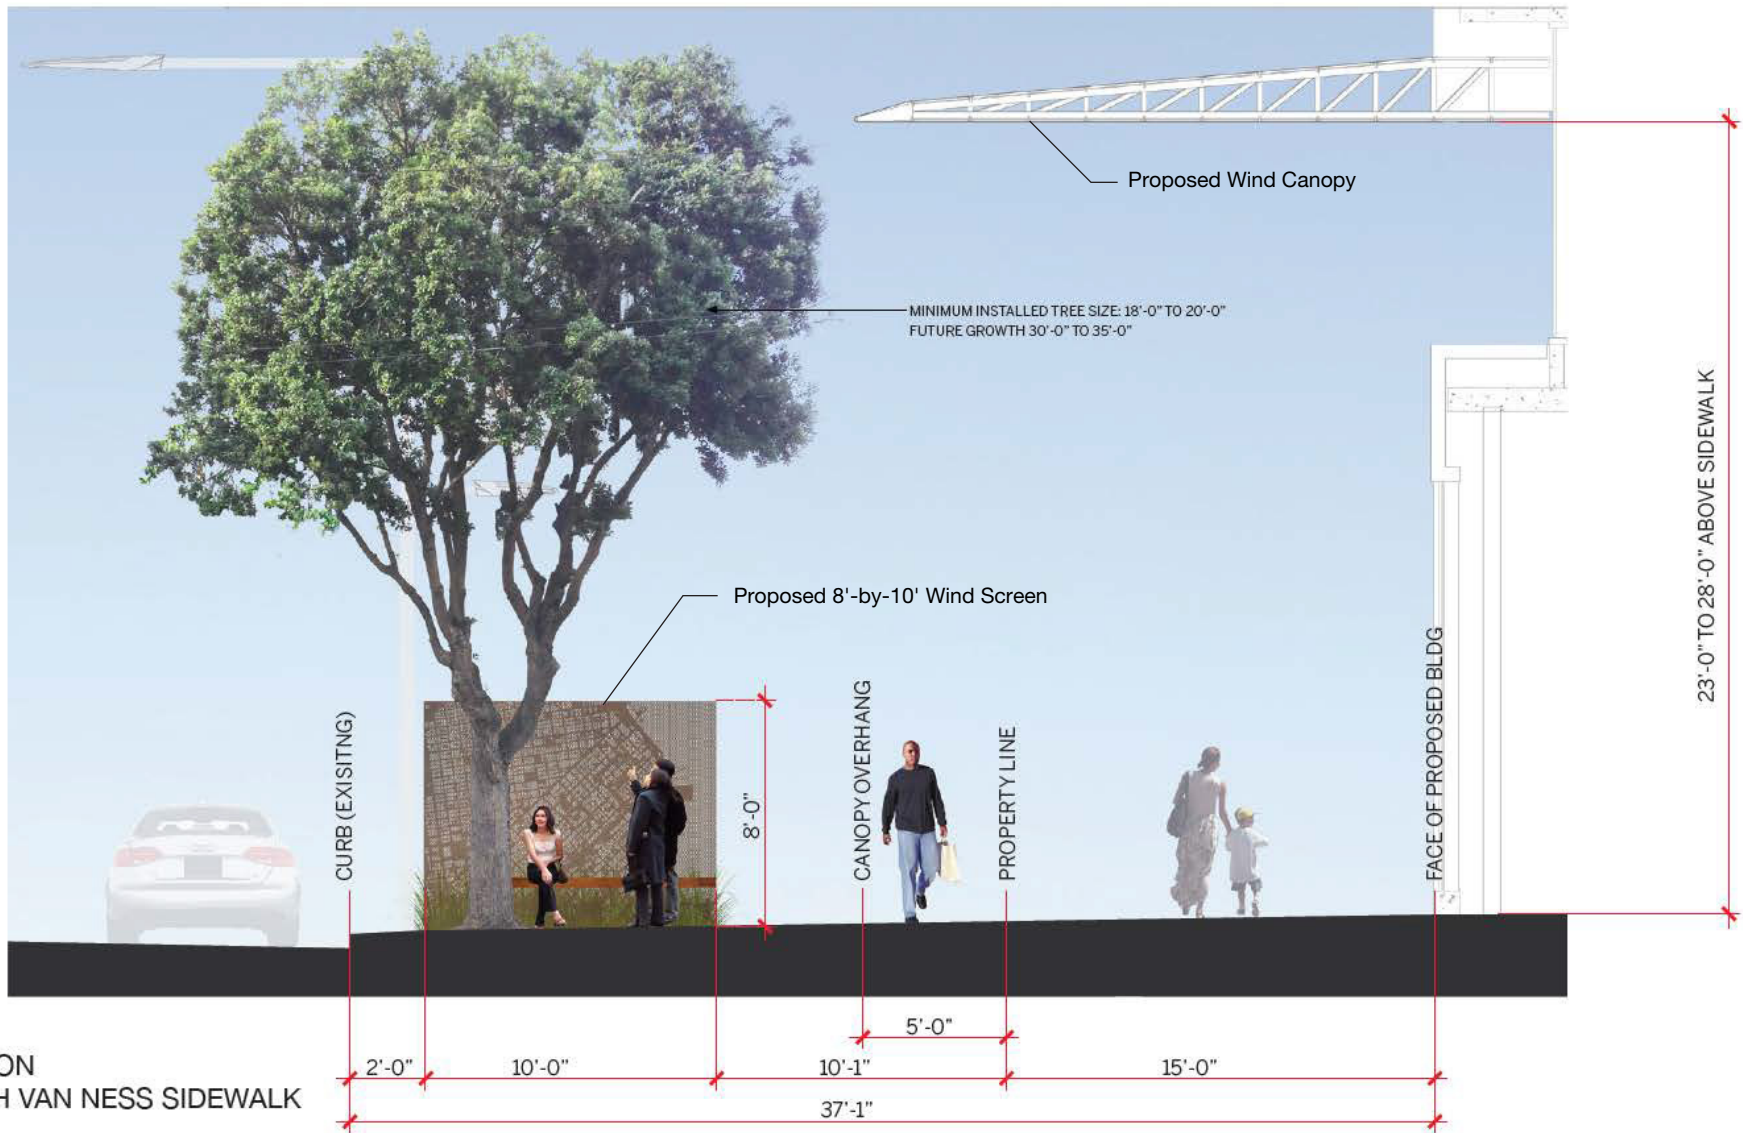 Proposed Wind Canopy
MINIMUM INSTALLED TREE SIZE: 18'-0" TO 20'-0"
FUTURE GROWTH 30'-0" TO 35'-0"
23'-0" TO 28'-0" ABOVE SIDEWALK
Proposed 8'-by-10' Wind Screen
CURB (EXISITNG)
8'-0"
CANOPY OVERHANG
PROPERTY LINE
FACE OF PROPOSED BLDG
5'-0"
2'-0"
10'-0"
10'-1"
15'-0"
37'-1"
ON
H VAN NESS SIDEWALK